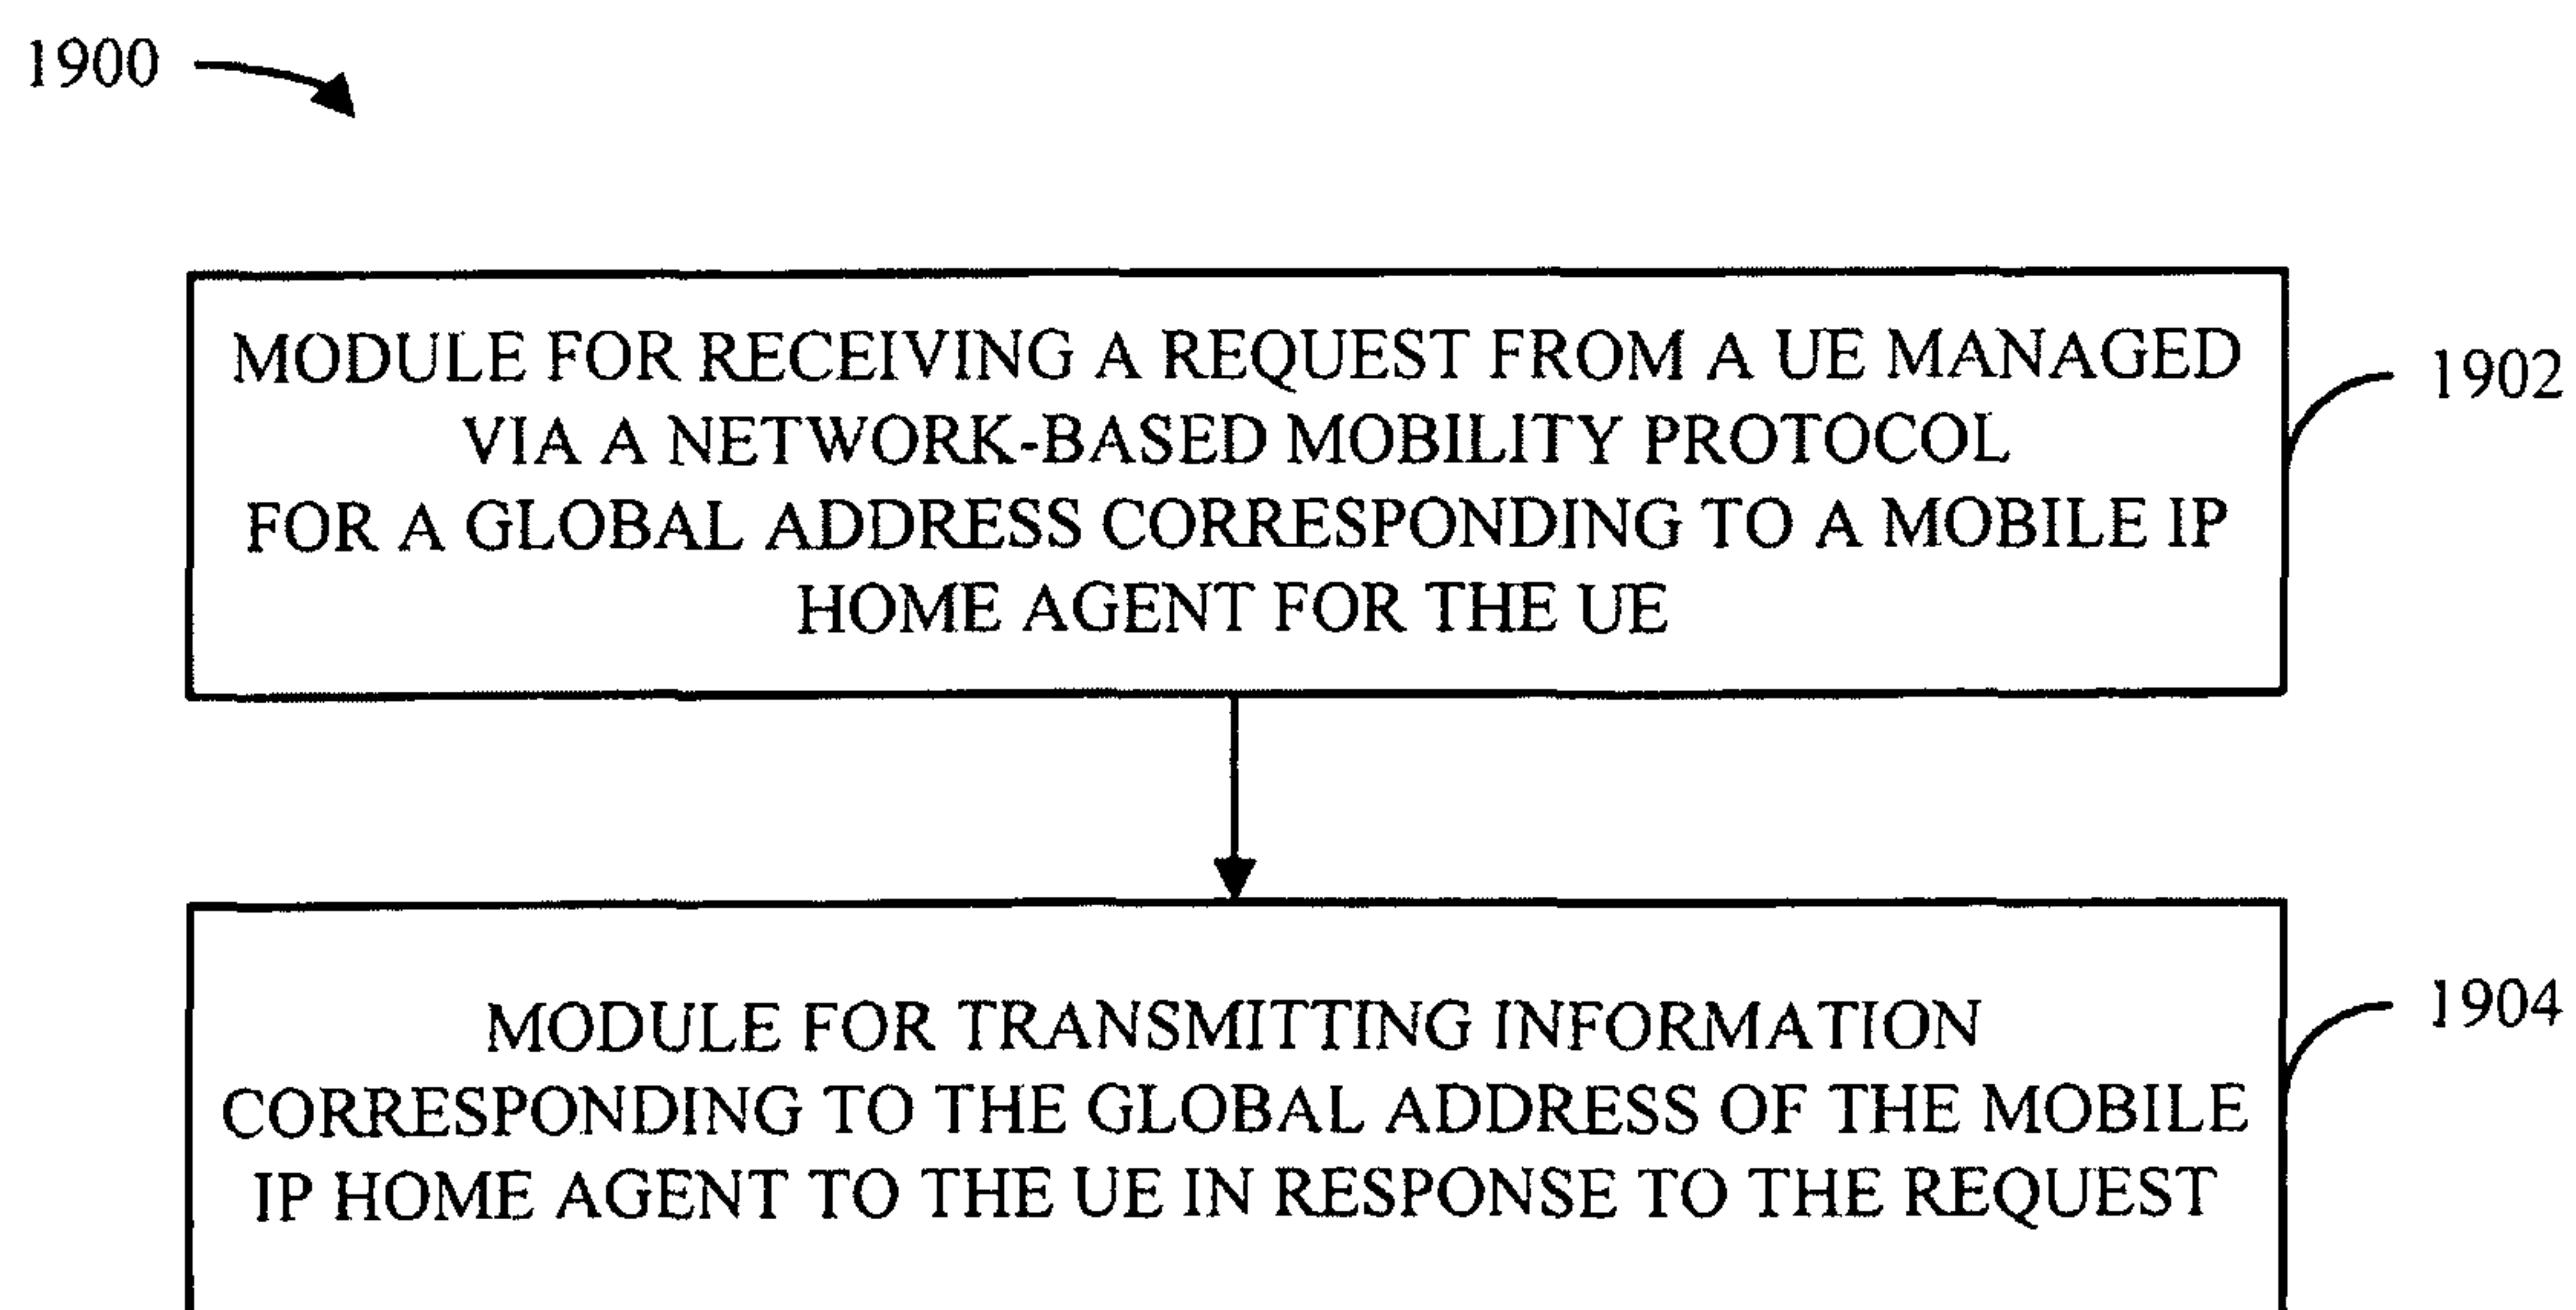 1900
MODULE FOR RECEIVING A REQUEST FROM A UE MANAGED
VIA A NETWORK-BASED MOBILITY PROTOCOL
FOR A GLOBAL ADDRESS CORRESPONDING TO A MOBILE IP
HOME AGENT FOR THE UE
1902
MODULE FOR TRANSMITTING INFORMATION
CORRESPONDING TO THE GLOBAL ADDRESS OF THE MOBILE
IP HOME AGENT TO THE UE IN RESPONSE TO THE REQUEST
1904